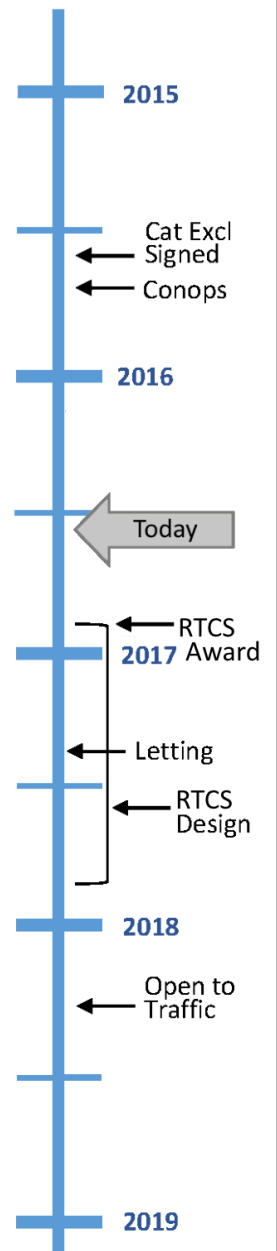 2015
Cat Excl
Signed
Conops
2016
Today
RTCS
Award
2017
Letting
RTCS
Design
2018
Open to
Traffic
2019